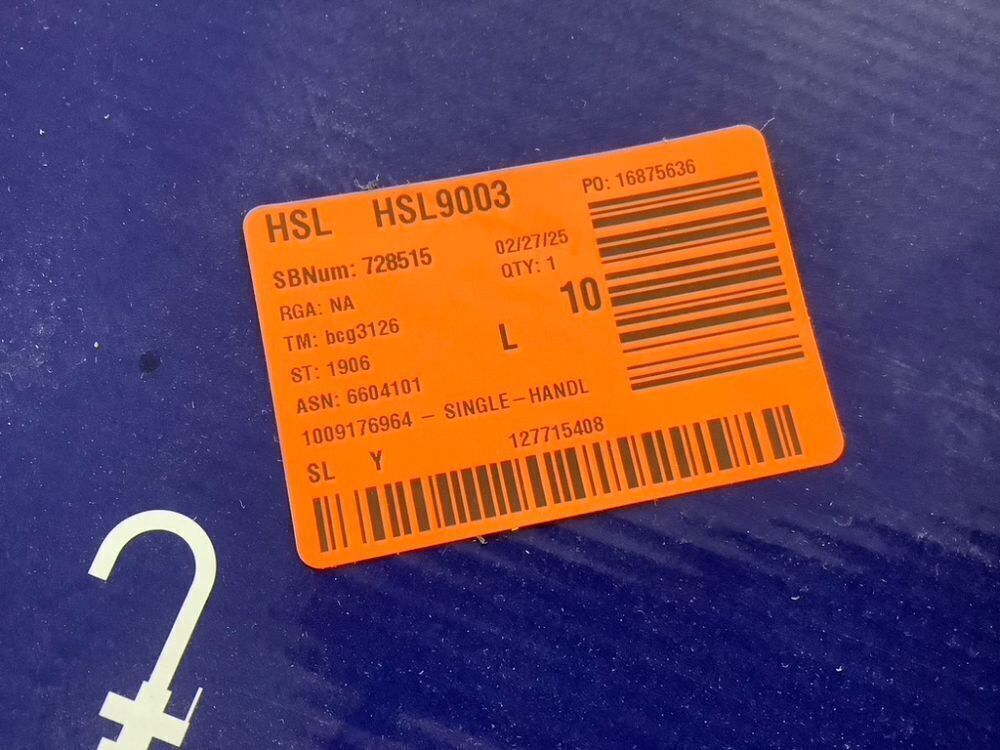 HSL HSL9003
PO: 16875636
SBNum: 728515
02/27/25
RGA: NA
QTY: 1
TM: bcg3126
L
10
ST: 1906
ASN: 6604101
1009176964 - SINGLE-HANDL
SL Y
127715408